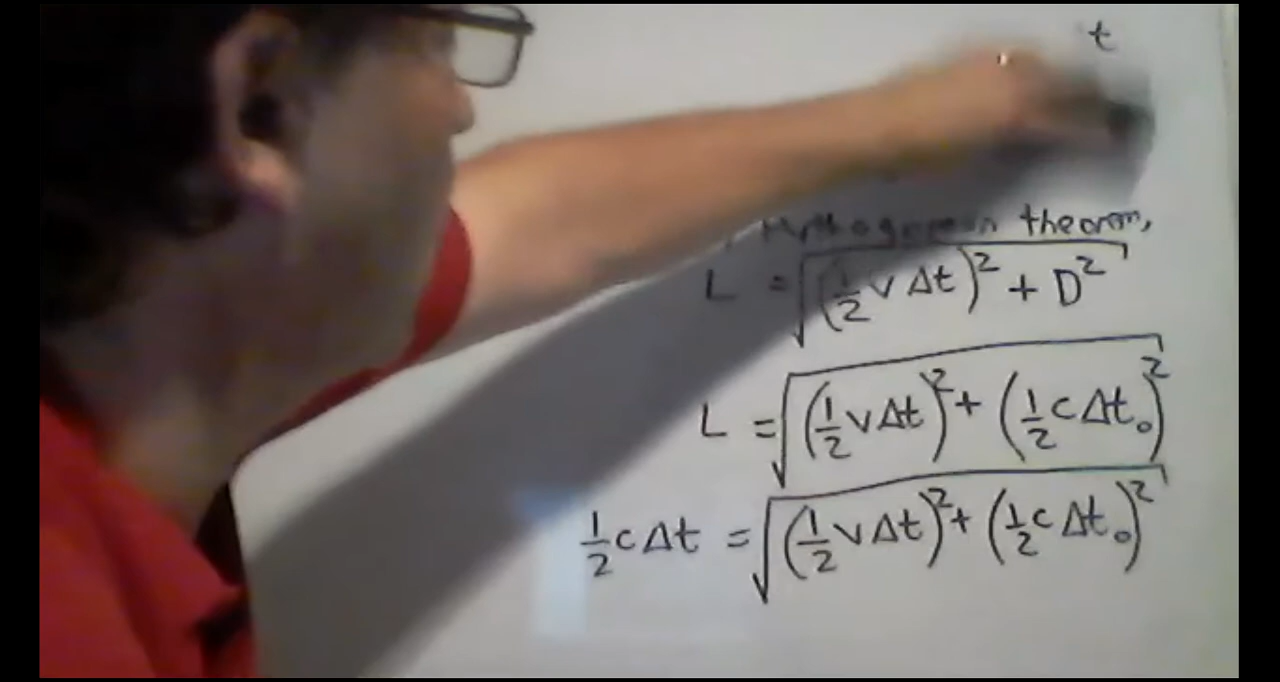 t
Pythagorean theorem,
L = √((1/2 v Δt)² + D²)
L = √((1/2 v Δt)² + (1/2 c Δt₀)²)
1/2 c Δt = √((1/2 v Δt)² + (1/2 c Δt₀)²)